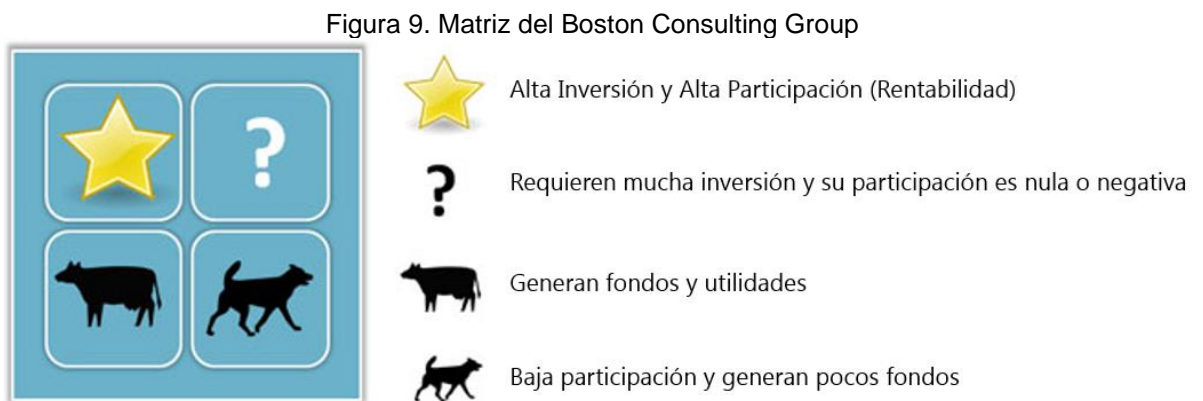 Figura 9. Matriz del Boston Consulting Group
Alta Inversión y Alta Participación (Rentabilidad)
?
?
Requieren mucha inversión y su participación es nula o negativa
Generan fondos y utilidades
Baja participación y generan pocos fondos